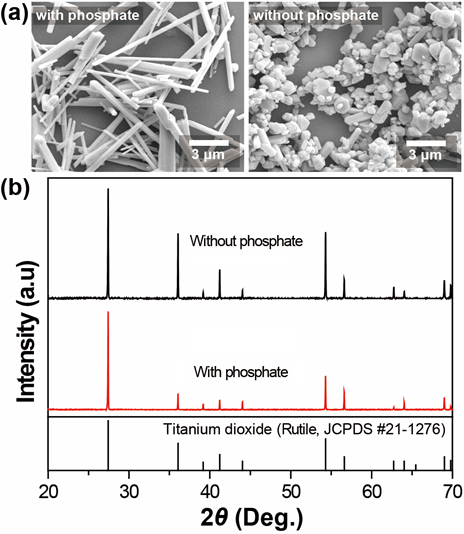 (a)
with phosphate
without phosphate
3 μm
3 μm
(b)
Intensity (a.u)
Without phosphate
With phosphate
Titanium dioxide (Rutile, JCPDS #21-1276)
20 30 40 50 60 70
2θ (Deg.)